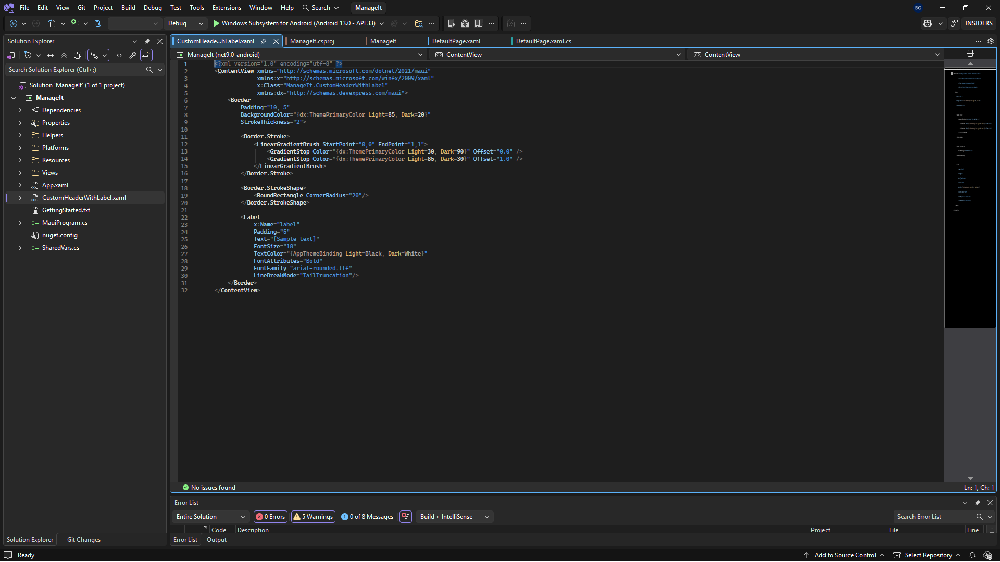 File Edit View Git Project Build Debug Test Tools Extensions Window Help Search ManageIt BG
Debug Windows Subsystem for Android (Android 13.0 - API 33) INSIDERS
Solution Explorer
Search Solution Explorer (Ctrl+;)
Solution 'ManageIt' (1 of 1 project)
C# ManageIt
Dependencies
Properties
Helpers
Platforms
Resources
Views
App.xaml
CustomHeaderWithLabel.xaml
GettingStarted.txt
C# MauiProgram.cs
nuget.config
C# SharedVars.cs
Solution Explorer Git Changes
CustomHeade...hLabel.xaml ManageIt.csproj ManageIt DefaultPage.xaml DefaultPage.xaml.cs
C# ManageIt (net9.0-android) ContentView ContentView
1 <?xml version="1.0" encoding="utf-8" ?>
2 <ContentView xmlns="http://schemas.microsoft.com/dotnet/2021/maui"
3 xmlns:x="http://schemas.microsoft.com/winfx/2009/xaml"
4 x:Class="ManageIt.CustomHeaderWithLabel"
5 xmlns:dx="http://schemas.devexpress.com/maui">
6 <Border
7 Padding="10, 5"
8 BackgroundColor="{dx:ThemePrimaryColor Light=85, Dark=20}"
9 StrokeThickness="2">
10
11 <Border.Stroke>
12 <LinearGradientBrush StartPoint="0,0" EndPoint="1,1">
13 <GradientStop Color="{dx:ThemePrimaryColor Light=30, Dark=90}" Offset="0.0" />
14 <GradientStop Color="{dx:ThemePrimaryColor Light=85, Dark=30}" Offset="1.0" />
15 </LinearGradientBrush>
16 </Border.Stroke>
17
18 <Border.StrokeShape>
19 <RoundRectangle CornerRadius="20"/>
20 </Border.StrokeShape>
21
22 <Label
23 x:Name="label"
24 Padding="5"
25 Text="[Sample text]"
26 FontSize="18"
27 TextColor="{AppThemeBinding Light=Black, Dark=White}"
28 FontAttributes="Bold"
29 FontFamily="arial-rounded.ttf"
30 LineBreakMode="TailTruncation"/>
31 </Border>
32 </ContentView>
No issues found Ln: 1, Ch: 1
Error List
Entire Solution 0 Errors 5 Warnings 0 of 8 Messages Build + IntelliSense Search Error List
Code Description Project File Line
Error List Output
Ready Add to Source Control Select Repository